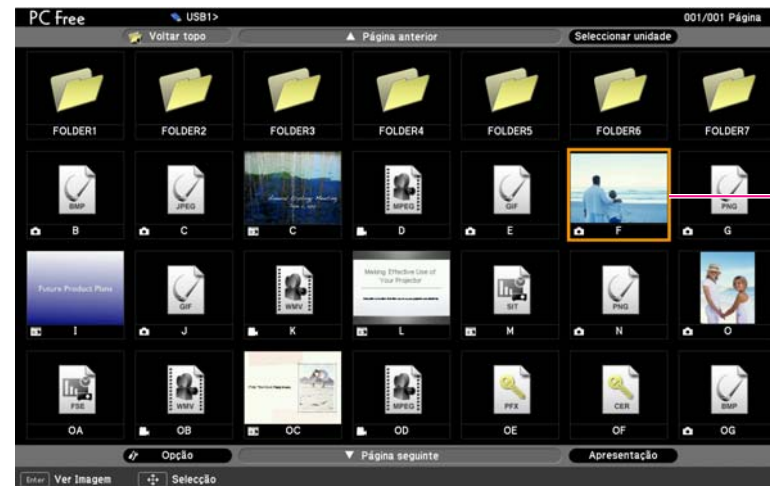 PC Free USB1> 001/001 Página
Voltar topo ▲ Página anterior Seleccionar unidade
FOLDER1 FOLDER2 FOLDER3 FOLDER4 FOLDER5 FOLDER6 FOLDER7
BMP JPEG Annual Strategy Meeting MPEG GIF PNG
B C C D E F G
Future Product Plans GIF WMV Making Effective Use of SIT PNG
Your Projector
I J K L M N O
FSE WMV MPEG PFX CER BMP
OA OB OC OD OE OF OG
Opção ▼ Página seguinte Apresentação
Enter Ver Imagem Selecção